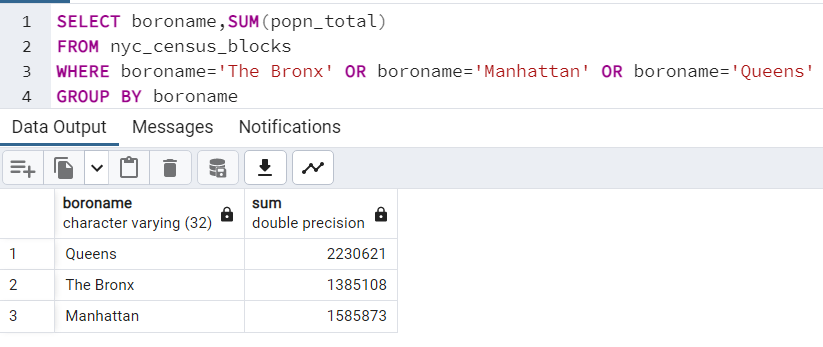 1 SELECT boroname,SUM(popn_total)
2 FROM nyc_census_blocks
3 WHERE boroname='The Bronx' OR boroname='Manhattan' OR boroname='Queens'
4 GROUP BY boroname
Data Output Messages Notifications
boroname sum
character varying (32) double precision
1 Queens 2230621
2 The Bronx 1385108
3 Manhattan 1585873